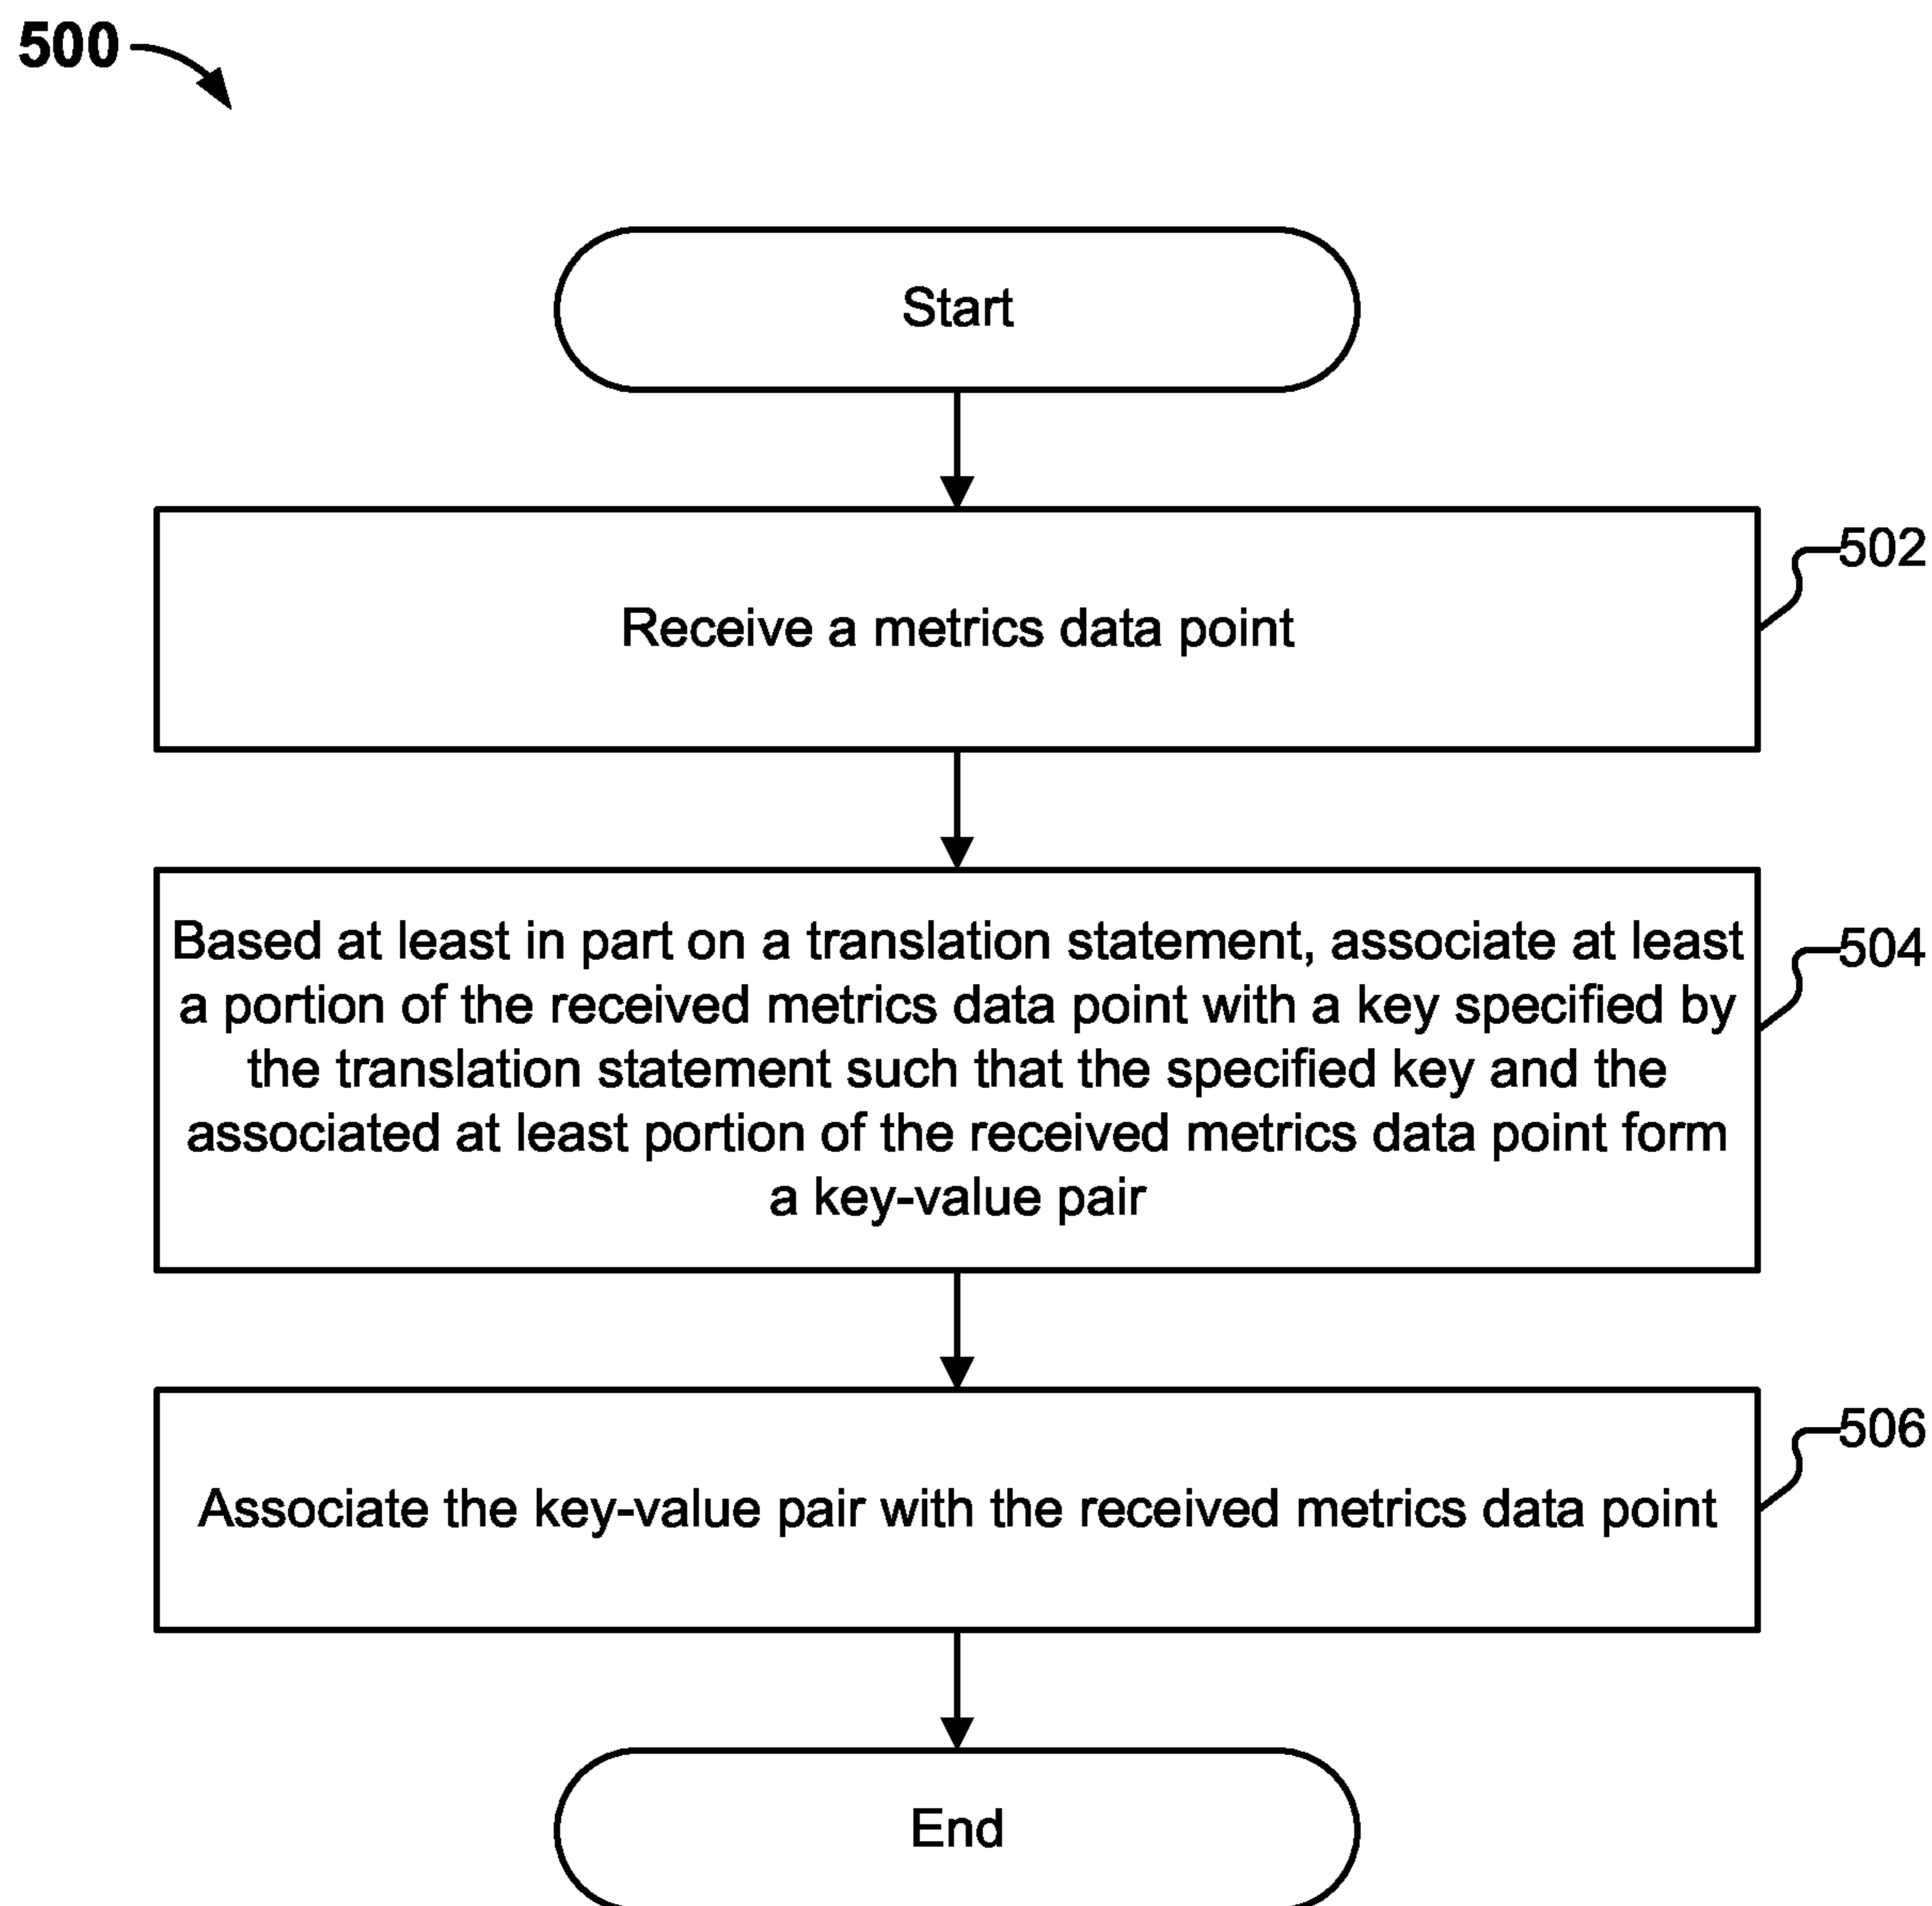 500
Start
Receive a metrics data point
502
Based at least in part on a translation statement, associate at least
a portion of the received metrics data point with a key specified by
the translation statement such that the specified key and the
associated at least portion of the received metrics data point form
a key-value pair
504
Associate the key-value pair with the received metrics data point
506
End